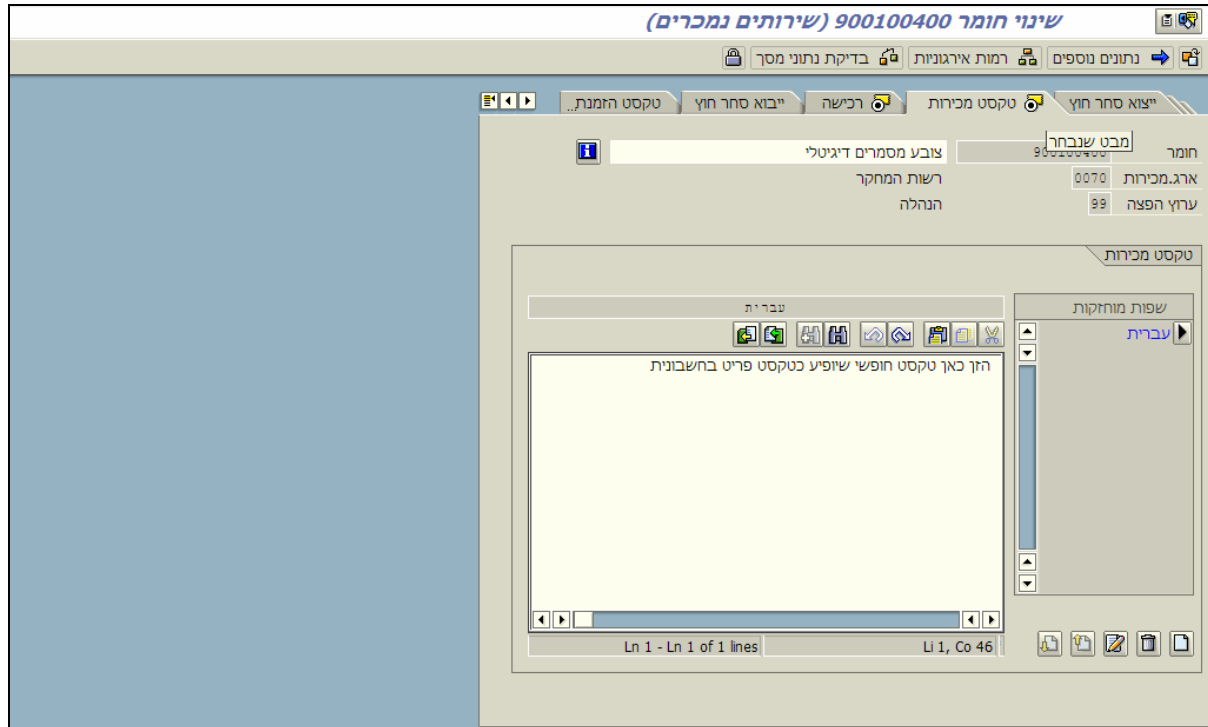 שינוי חומר 900100400 (שירותים נמכרים)
נתונים נוספים רמות אירגוניות בדיקת נתוני מסך
ייצוא סחר חוץ טקסט מכירות רכישה ייבוא סחר חוץ טקסט הזמנת..
מבט שנבחר
חומר 900100400 צובע מסמרים דיגיטלי
ארג.מכירות 0070 רשות המחקר
ערוץ הפצה 99 הנהלה
טקסט מכירות
שפות מוחזקות עברית
עברית
הזן כאן טקסט חופשי שיופיע כטקסט פריט בחשבונית
Li 1, Co 46 Ln 1 - Ln 1 of 1 lines